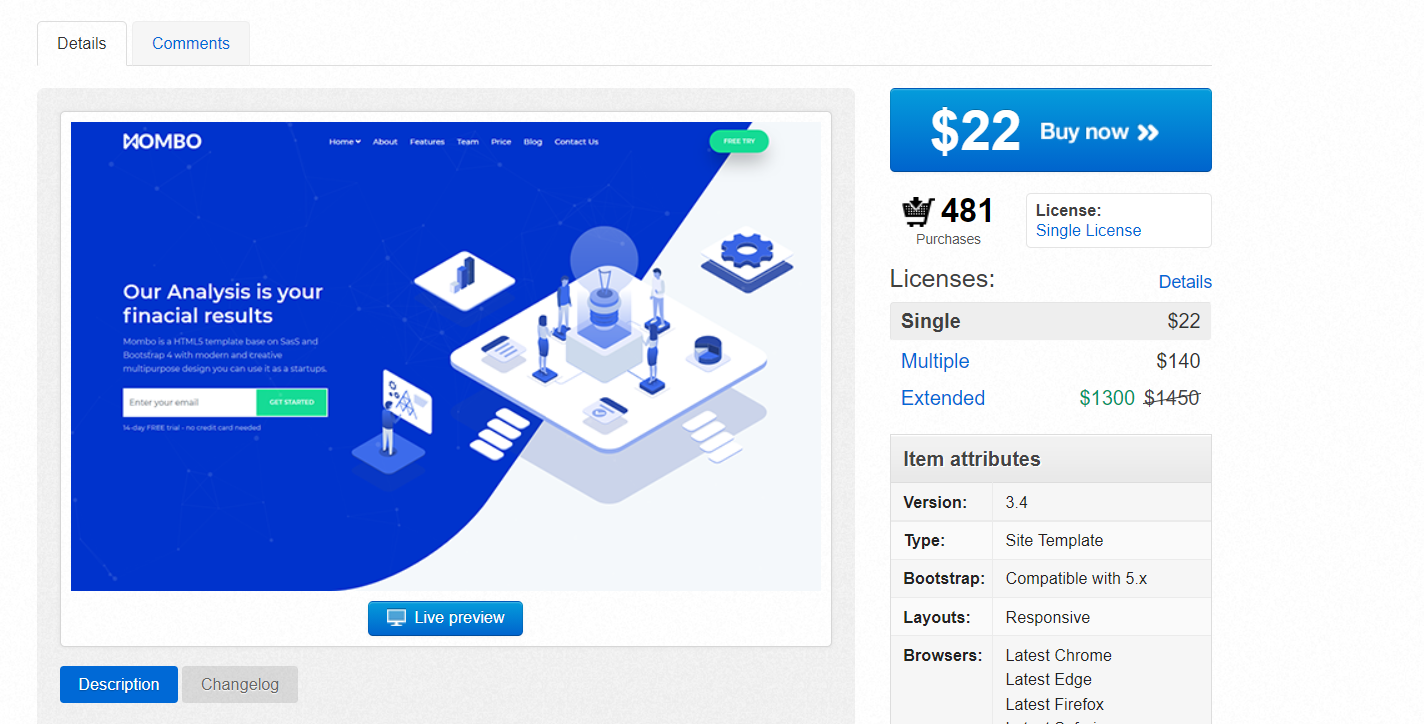 Details
Comments
MOMBO
Home
About
Features
Team
Price
Blog
Contact Us
FREE TRY
Our Analysis is your
finacial results
Mombo is a HTML5 template base on SaS and
Bootstrap 4 with modern and creative
multipurpose design you can use it as a startups.
Enter your email
GET STARTED
14-day FREE trial - no credit card needed
Live preview
Description
Changelog
$22 Buy now
481
Purchases
License:
Single License
Licenses:
Details
Single $22
Multiple $140
Extended $1300 $1450
Item attributes
Version: 3.4
Type: Site Template
Bootstrap: Compatible with 5.x
Layouts: Responsive
Browsers: Latest Chrome
Latest Edge
Latest Firefox